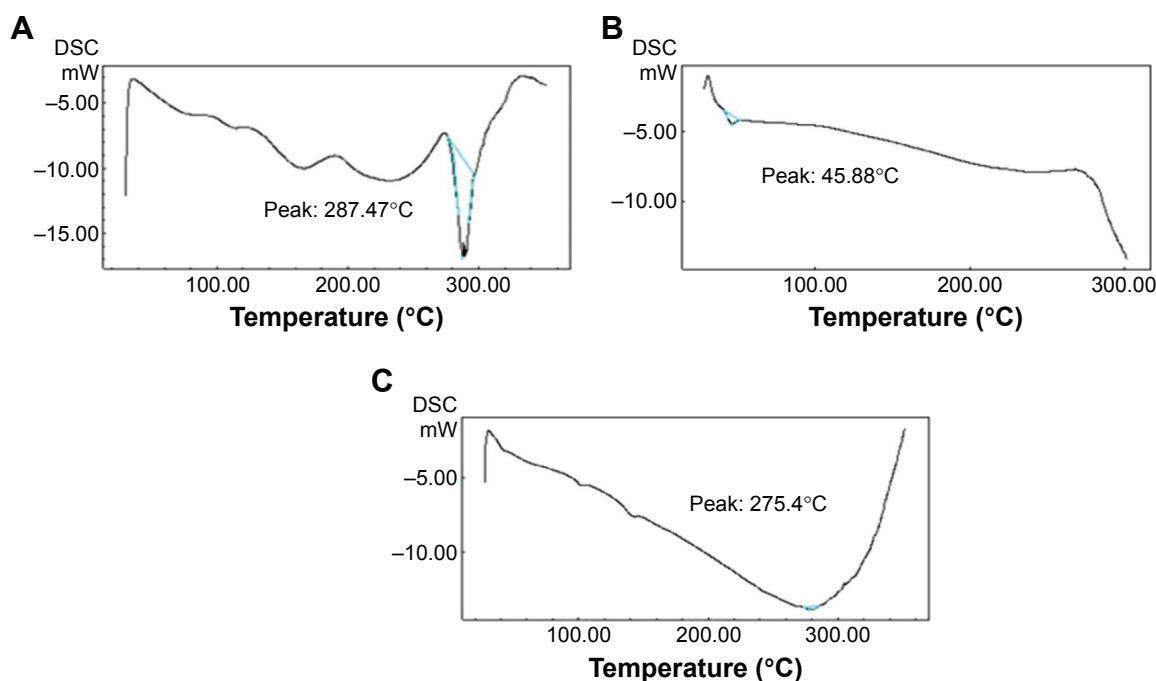 A
DSC
mW
–5.00
–10.00
–15.00
Peak: 287.47°C
100.00 200.00 300.00
Temperature (°C)
B
DSC
mW
–5.00
–10.00
Peak: 45.88°C
100.00 200.00 300.00
Temperature (°C)
C
DSC
mW
–5.00
–10.00
Peak: 275.4°C
100.00 200.00 300.00
Temperature (°C)